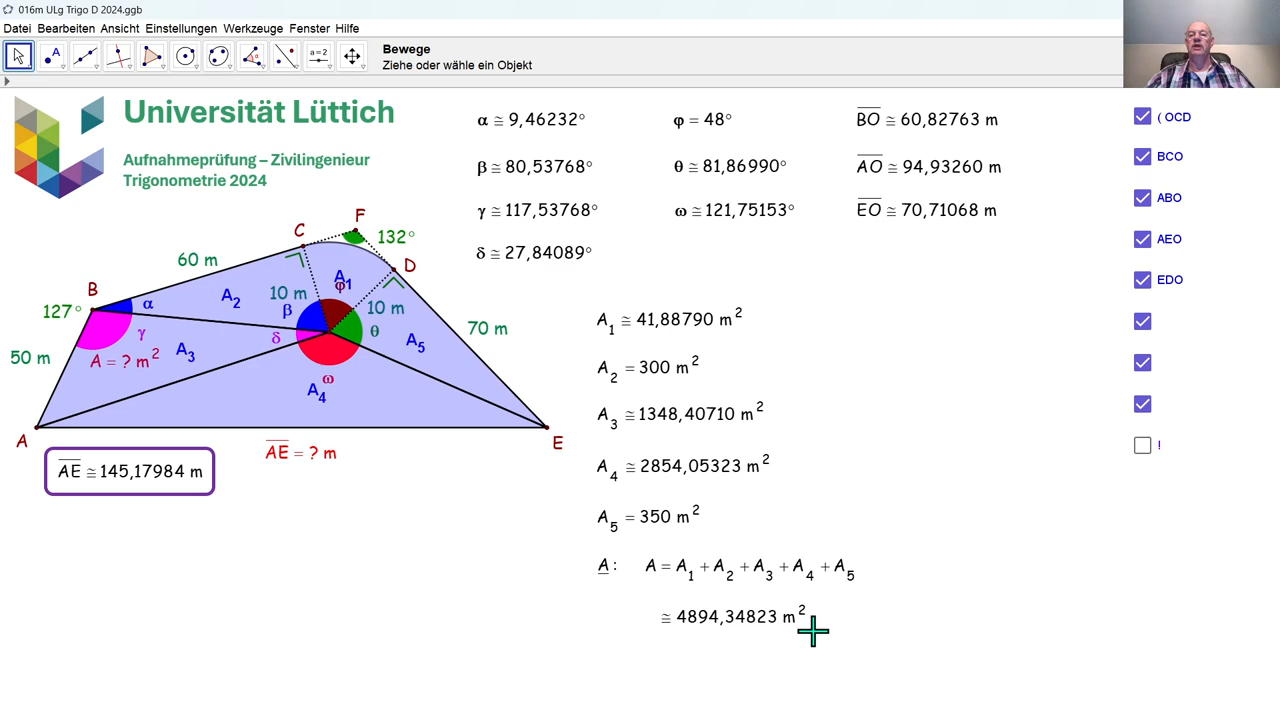 016m ULg Trigo D 2024.ggb
Datei Bearbeiten Ansicht Einstellungen Werkzeuge Fenster Hilfe
A a=2
Bewege
Ziehe oder wähle ein Objekt
Universität Lüttich
Aufnahmeprüfung – Zivilingenieur
Trigonometrie 2024
α ≅ 9,46232° φ = 48° BO ≅ 60,82763 m
β ≅ 80,53768° θ ≅ 81,86990° AO ≅ 94,93260 m
γ ≅ 117,53768° ω ≅ 121,75153° EO ≅ 70,71068 m
δ ≅ 27,84089°
( OCD
BCO
ABO
AEO
EDO
!
F
C 132°
60 m D
A₁
B A₂ 10 m φ
α β 10 m
127° γ δ θ 70 m
50 m A = ? m² A₃ A₅
ω
A₄
A E
AE = ? m
AE ≅ 145,17984 m
A₁ ≅ 41,88790 m²
A₂ = 300 m²
A₃ ≅ 1348,40710 m²
A₄ ≅ 2854,05323 m²
A₅ = 350 m²
A : A = A₁ + A₂ + A₃ + A₄ + A₅
≅ 4894,34823 m²